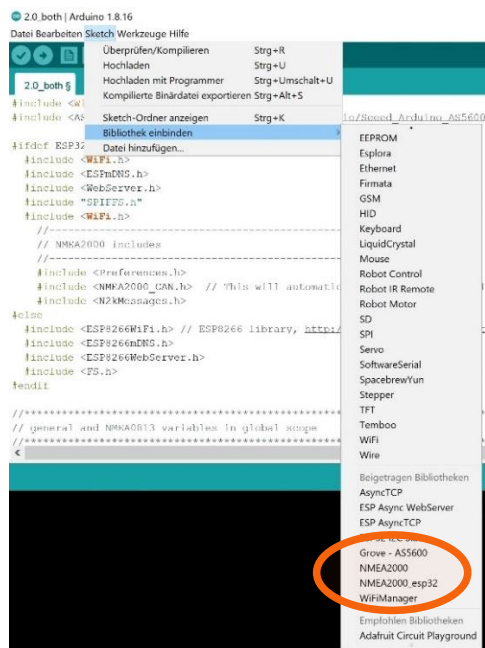 2.0_both | Arduino 1.8.16
Datei Bearbeiten Sketch Werkzeuge Hilfe
Überprüfen/Kompilieren Strg+R
Hochladen Strg+U
Hochladen mit Programmer Strg+Umschalt+U
Kompilierte Binärdatei exportieren Strg+Alt+S
Sketch-Ordner anzeigen Strg+K
Bibliothek einbinden
Datei hinzufügen...
2.0_both §
#include <Wi
#include <AS
io/Seeed_Arduino_AS5600
#ifdef ESP32
#include <WiFi.h>
#include <ESPmDNS.h>
#include <WebServer.h>
#include "SPIFFS.h"
#include <WiFi.h>
//----------------------------------------
// NMEA2000 includes
//----------------------------------------
#include <Preferences.h>
#include <NMEA2000_CAN.h> // This will automatic
#include <N2kMessages.h>
#else
#include <ESP8266WiFi.h> // ESP8266 library, http:/
#include <ESP8266mDNS.h>
#include <ESP8266WebServer.h>
#include <FS.h>
#endif
//********************************************
// general and NMEA0813 variables in global scope
//********************************************
EEPROM
Esplora
Ethernet
Firmata
GSM
HID
Keyboard
LiquidCrystal
Mouse
Robot Control
Robot IR Remote
Robot Motor
SD
SPI
Servo
SoftwareSerial
SpacebrewYun
Stepper
TFT
Temboo
WiFi
Wire
Beigetragen Bibliotheken
AsyncTCP
ESP Async WebServer
ESP AsyncTCP
Grove - AS5600
NMEA2000
NMEA2000_esp32
WiFiManager
Empfohlen Bibliotheken
Adafruit Circuit Playground